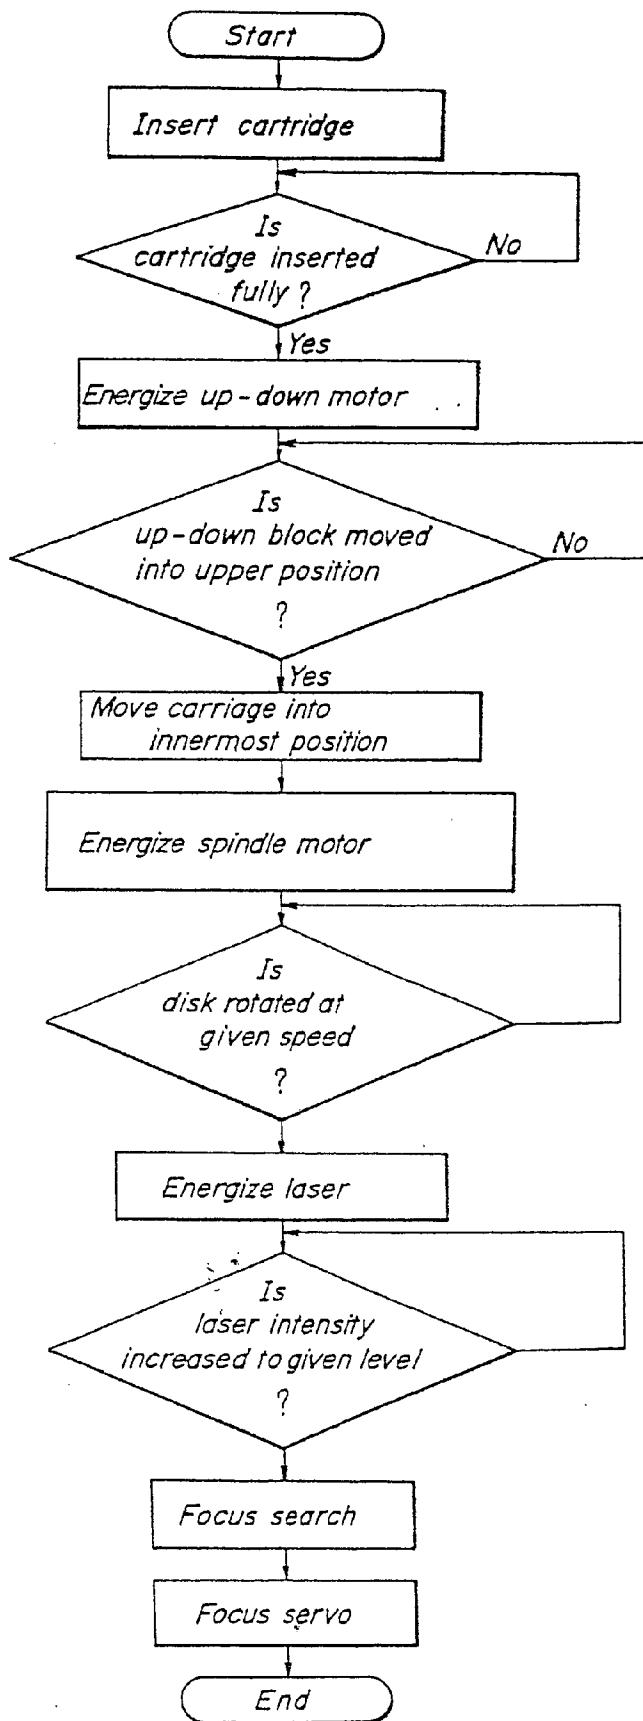 Start
Insert cartridge
Is
cartridge inserted
fully ?
No
Yes
Energize up-down motor
Is
up-down block moved
into upper position
?
No
Yes
Move carriage into
innermost position
Energize spindle motor
Is
disk rotated at
given speed
?
Energize laser
Is
laser intensity
increased to given level
?
Focus search
Focus servo
End